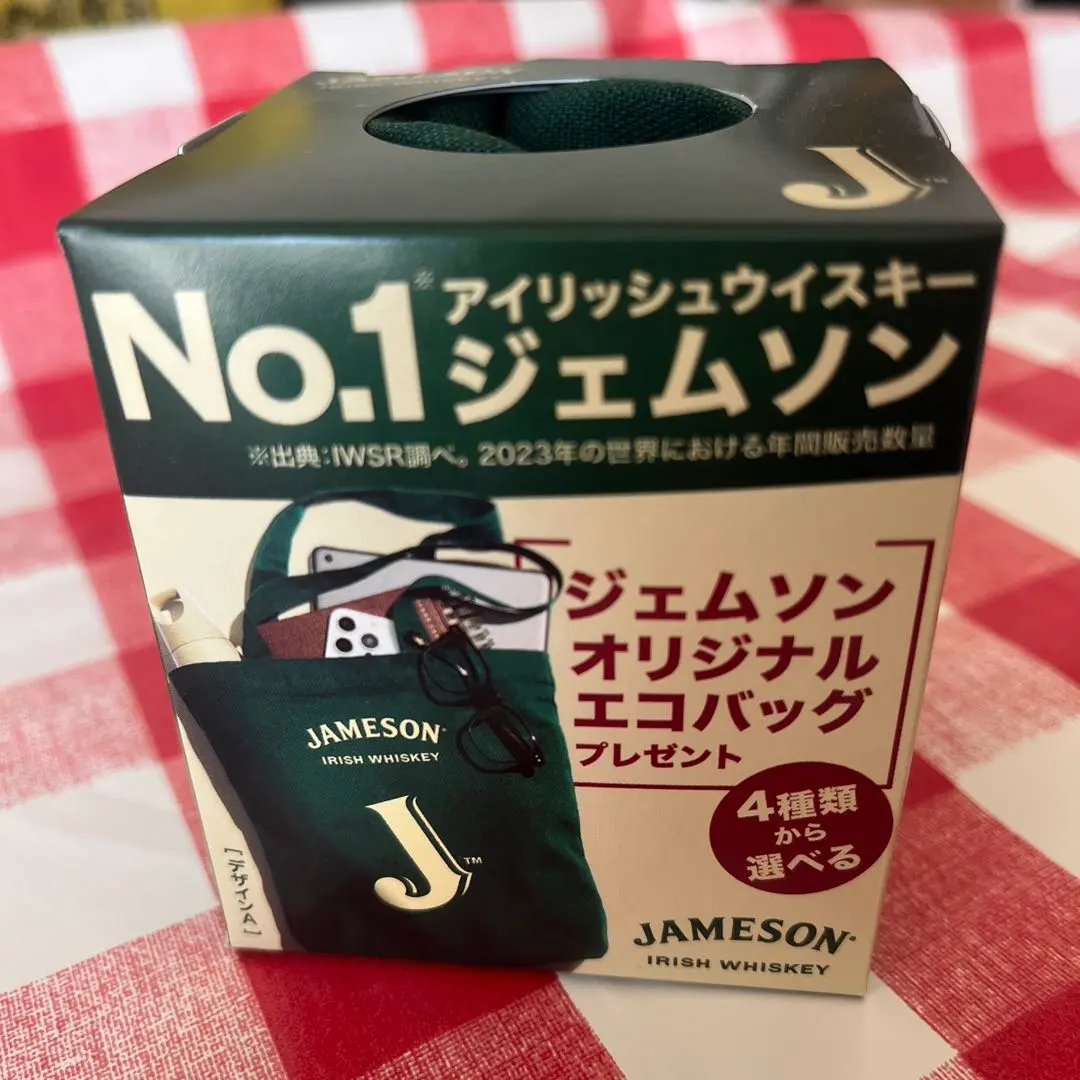 J™
No.1※
アイリッシュウイスキー
ジェムソン
※出典:IWSR調べ。2023年の世界における年間販売数量
ジェムソン
オリジナル
エコバッグ
プレゼント
4種類
から
選べる
JAMESON
IRISH WHISKEY
J™
[デザインA]
JAMESON
IRISH WHISKEY